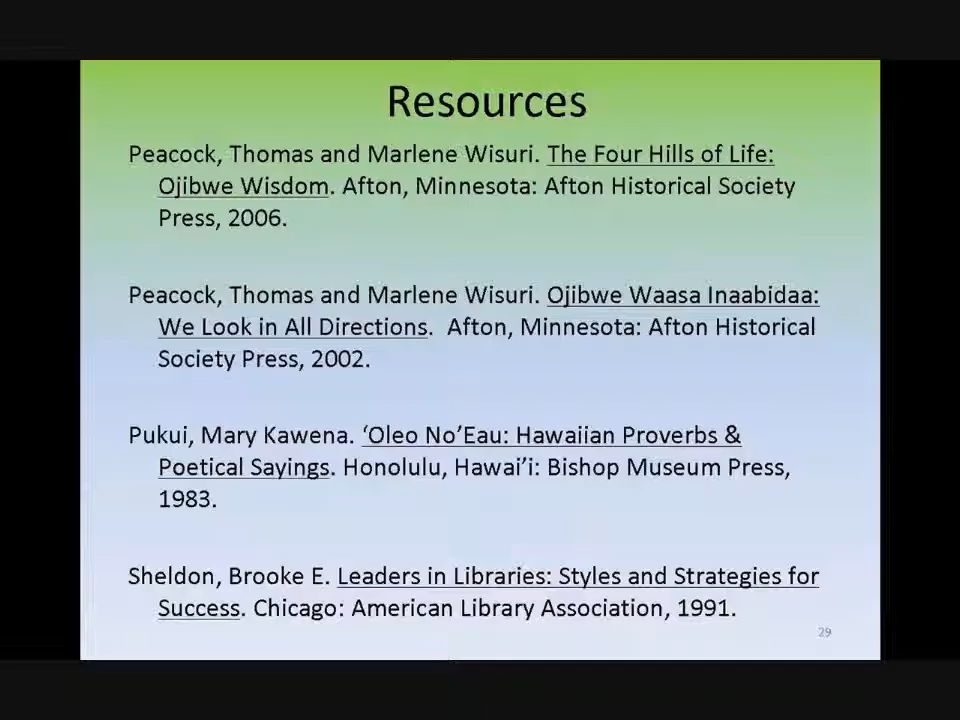 Resources
Peacock, Thomas and Marlene Wisuri. The Four Hills of Life:
Ojibwe Wisdom. Afton, Minnesota: Afton Historical Society
Press, 2006.
Peacock, Thomas and Marlene Wisuri. Ojibwe Waasa Inaabidaa:
We Look in All Directions.  Afton, Minnesota: Afton Historical
Society Press, 2002.
Pukui, Mary Kawena. ‘Oleo No’Eau: Hawaiian Proverbs &
Poetical Sayings. Honolulu, Hawai’i: Bishop Museum Press,
1983.
Sheldon, Brooke E. Leaders in Libraries: Styles and Strategies for
Success. Chicago: American Library Association, 1991.
29